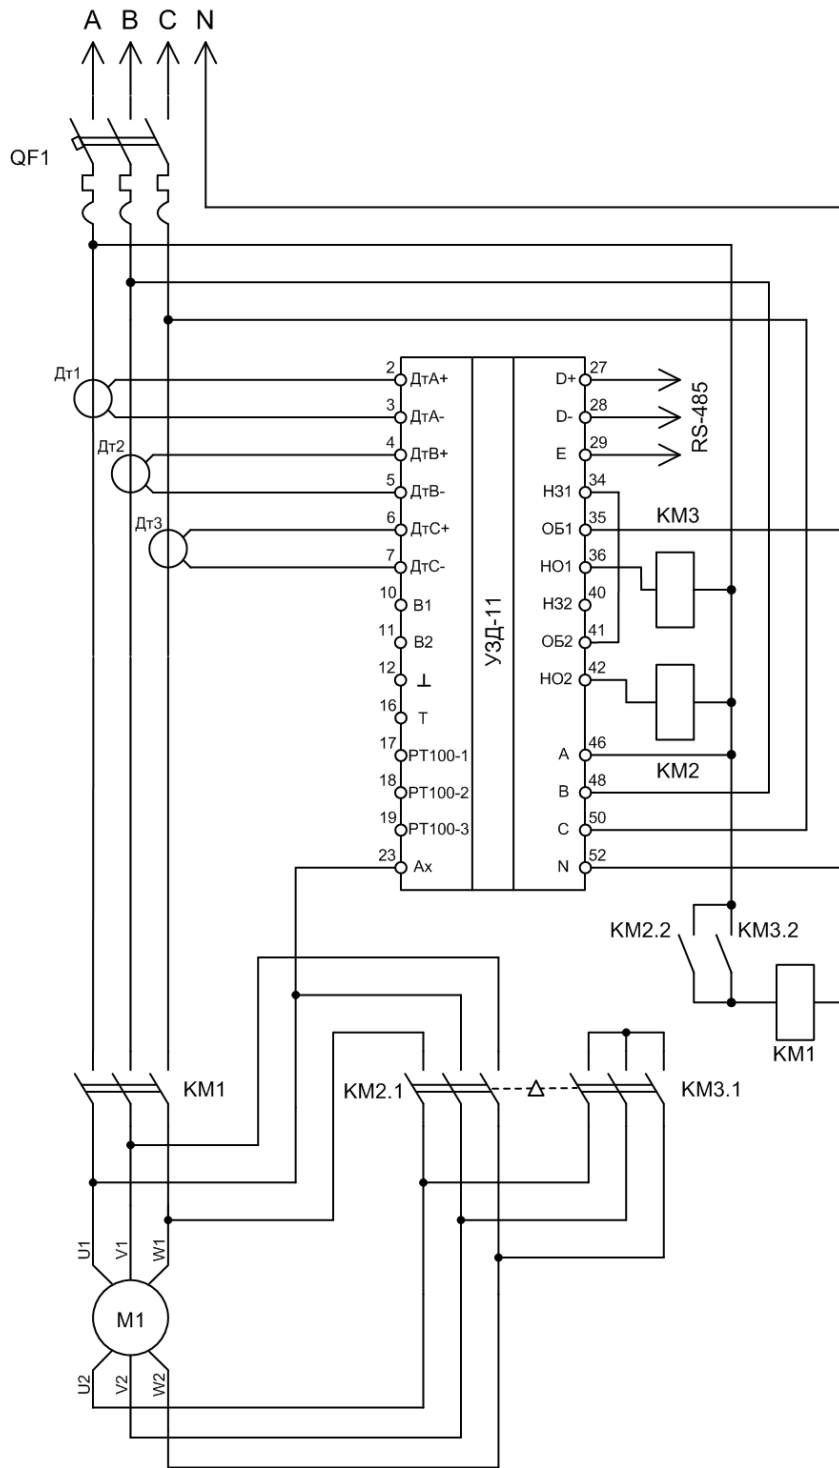 A B C N
QF1
Дт1
2 ДтА+
3 ДтА-
Дт2
4 ДтВ+
5 ДтВ-
Дт3
6 ДтС+
7 ДтС-
10 В1
11 В2
12 ⊥
16 Т
17 РТ100-1
18 РТ100-2
19 РТ100-3
23 Ах
УЗД-11
D+ 27
D- 28
E 29
RS-485
НЗ1 34
ОБ1 35
КМ3
НО1 36
НЗ2 40
ОБ2 41
НО2 42
A 46
КМ2
B 48
C 50
N 52
КМ2.2
КМ3.2
КМ1
КМ1
КМ2.1
КМ3.1
U1
V1
W1
M1
U2
V2
W2